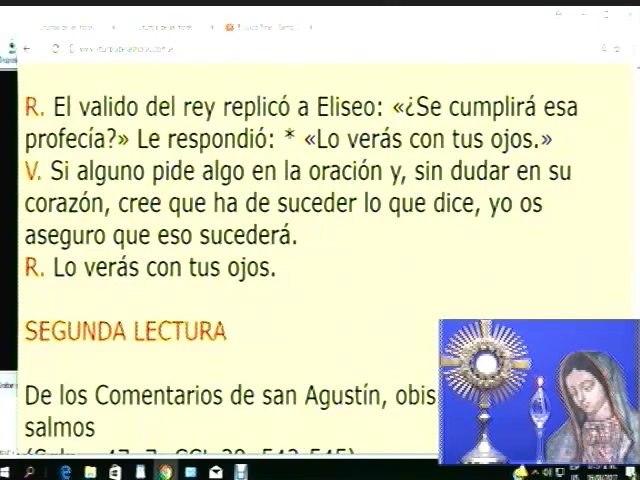 R. El valido del rey replicó a Eliseo: «¿Se cumplirá esa
profecía?» Le respondió: * «Lo verás con tus ojos.»
V. Si alguno pide algo en la oración y, sin dudar en su
corazón, cree que ha de suceder lo que dice, yo os
aseguro que eso sucederá.
R. Lo verás con tus ojos.
SEGUNDA LECTURA
De los Comentarios de san Agustín, obis
salmos